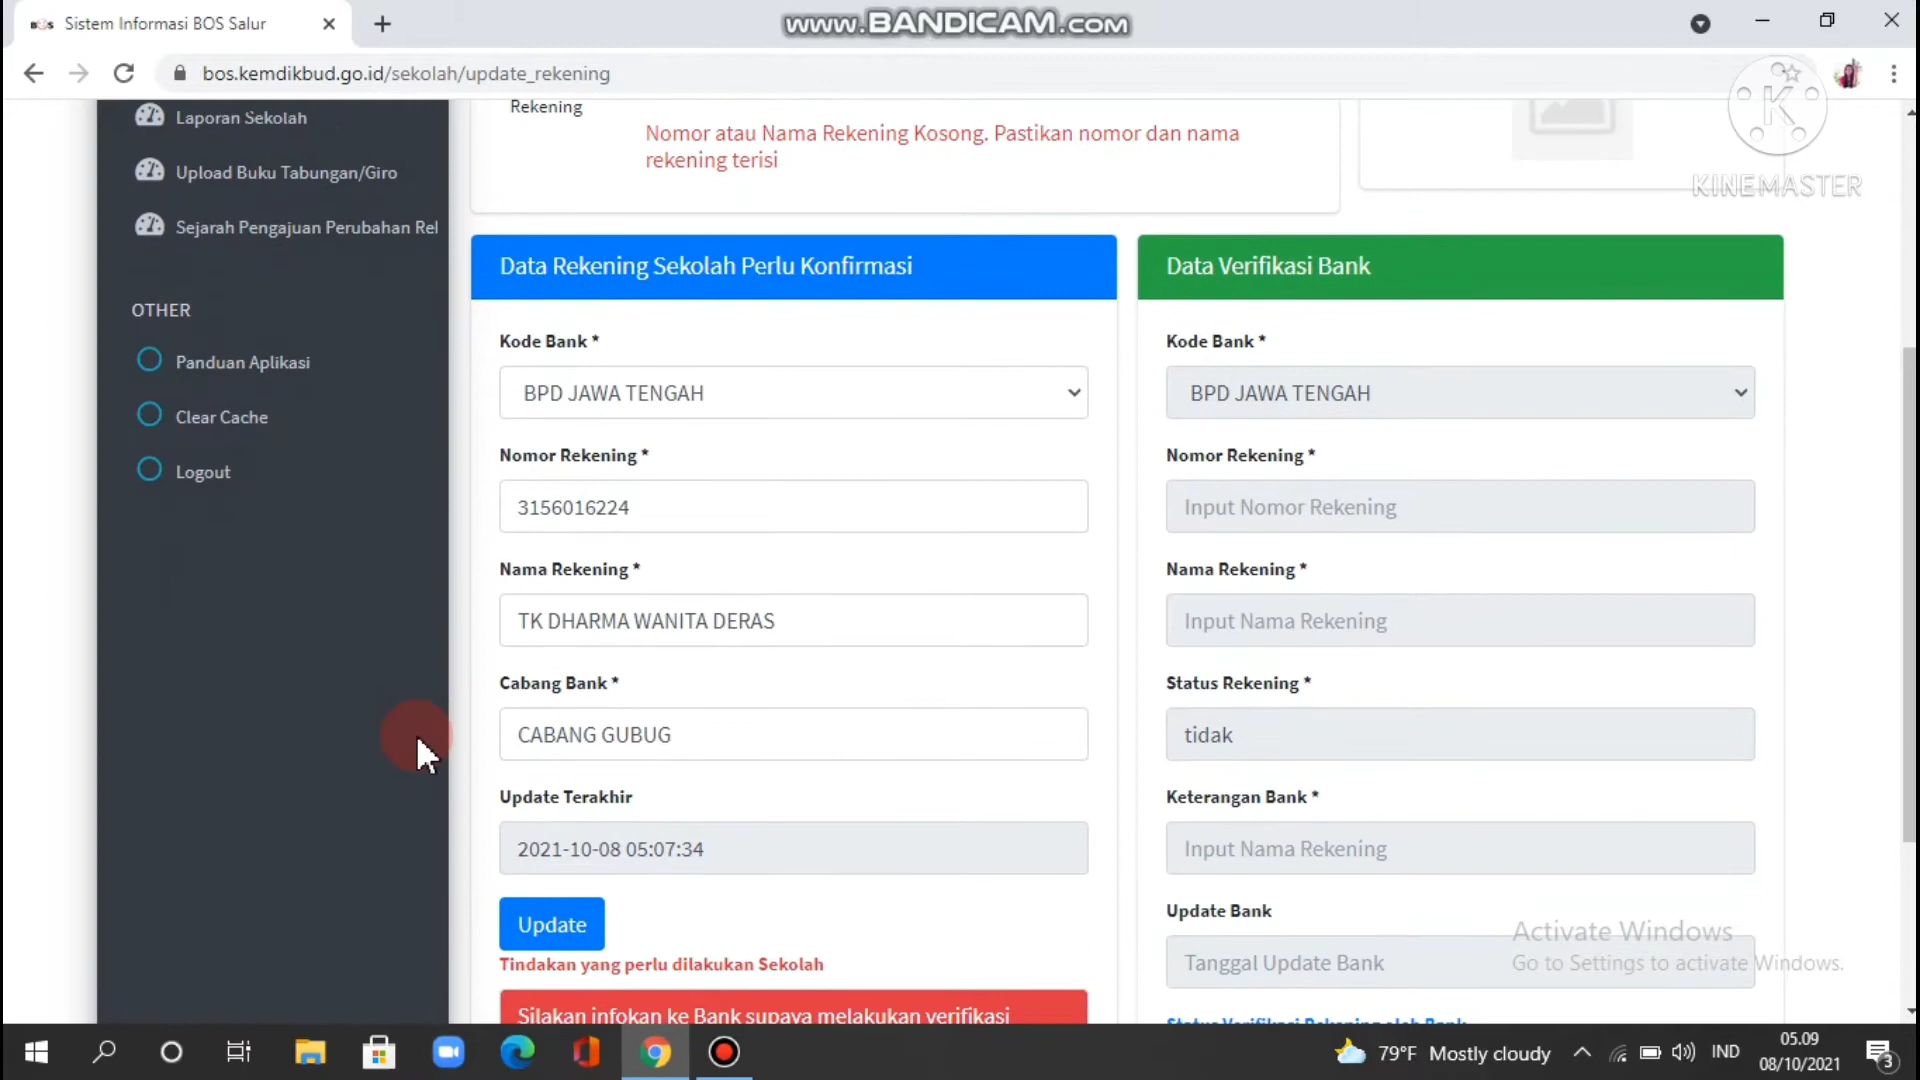 Sistem Informasi BOS Salur
www.BANDICAM.com
bos.kemdikbud.go.id/sekolah/update_rekening
K
KINEMASTER
Laporan Sekolah
Upload Buku Tabungan/Giro
Sejarah Pengajuan Perubahan Rel
OTHER
Panduan Aplikasi
Clear Cache
Logout
Rekening
Nomor atau Nama Rekening Kosong. Pastikan nomor dan nama
rekening terisi
Data Rekening Sekolah Perlu Konfirmasi
Kode Bank *
BPD JAWA TENGAH
Nomor Rekening *
3156016224
Nama Rekening *
TK DHARMA WANITA DERAS
Cabang Bank *
CABANG GUBUG
Update Terakhir
2021-10-08 05:07:34
Update
Tindakan yang perlu dilakukan Sekolah
Silakan infokan ke Bank supaya melakukan verifikasi
Data Verifikasi Bank
Kode Bank *
BPD JAWA TENGAH
Nomor Rekening *
Input Nomor Rekening
Nama Rekening *
Input Nama Rekening
Status Rekening *
tidak
Keterangan Bank *
Input Nama Rekening
Update Bank
Tanggal Update Bank
Status Verifikasi Rekening oleh Bank
Activate Windows
Go to Settings to activate Windows.
79°F Mostly cloudy
IND
05.09
08/10/2021
3